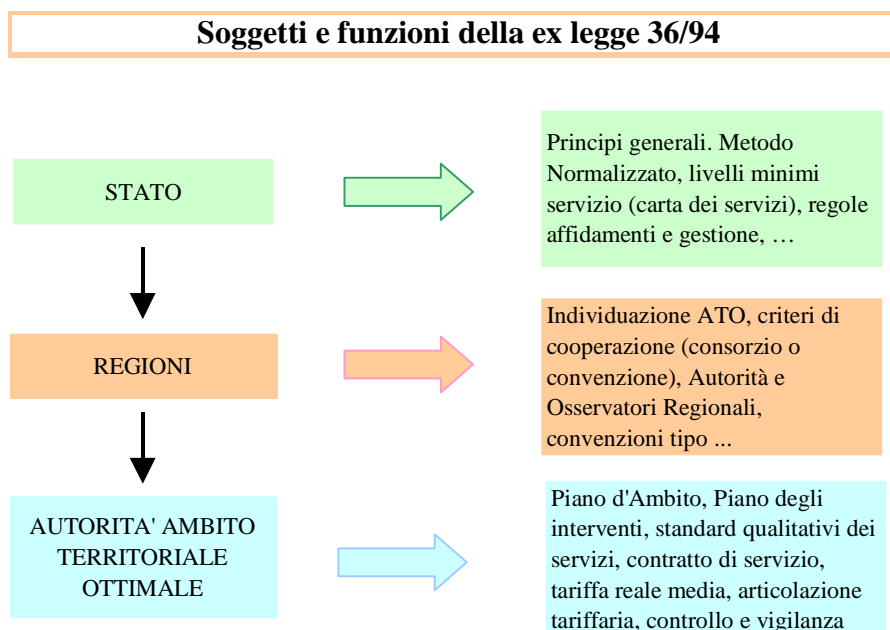 Soggetti e funzioni della ex legge 36/94
STATO
Principi generali. Metodo
Normalizzato, livelli minimi
servizio (carta dei servizi), regole
affidamenti e gestione, …
REGIONI
Individuazione ATO, criteri di
cooperazione (consorzio o
convenzione), Autorità e
Osservatori Regionali,
convenzioni tipo ...
AUTORITA' AMBITO
TERRITORIALE
OTTIMALE
Piano d'Ambito, Piano degli
interventi, standard qualitativi dei
servizi, contratto di servizio,
tariffa reale media, articolazione
tariffaria, controllo e vigilanza